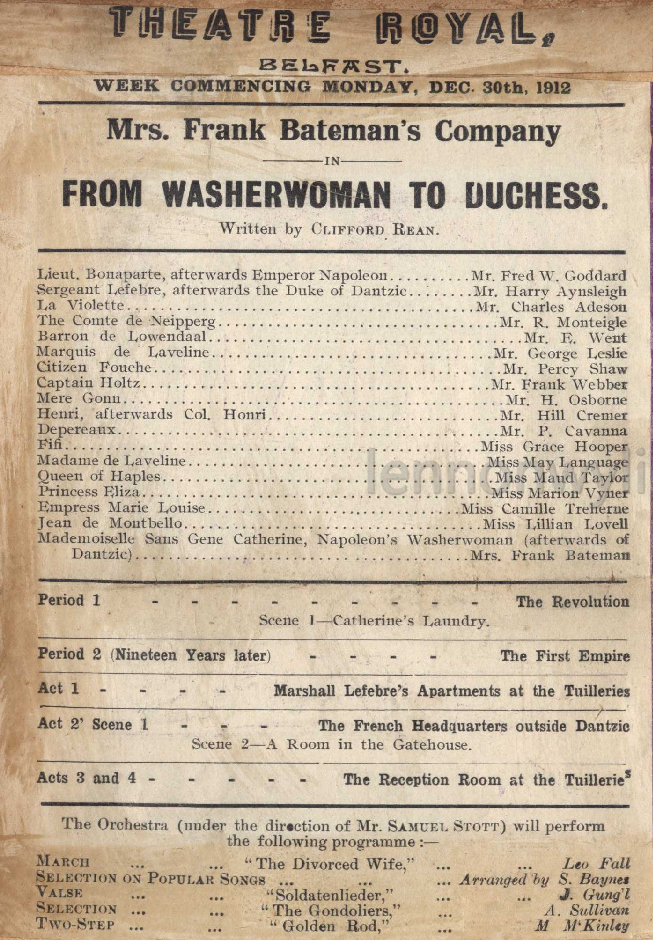 THEATRE ROYAL,
BELFAST.
WEEK COMMENCING MONDAY, DEC. 30th, 1912
Mrs. Frank Bateman's Company
IN
FROM WASHERWOMAN TO DUCHESS.
Written by CLIFFORD REAN.
Lieut. Bonaparte, afterwards Emperor Napoleon..........Mr. Fred W. Goddard
Sergeant Lefebre, afterwards the Duke of Dantzic........Mr. Harry Aynsleigh
La Violette............................................Mr. Charles Adeson
The Comte de Neipperg...................................Mr. R. Monteigle
Barron de Lowendaal........................................Mr. E. Went
Marquis de Laveline....................................Mr. George Leslie
Citizen Fouche..........................................Mr. Percy Shaw
Captain Holtz..........................................Mr. Frank Webber
Mere Gonn................................................Mr. H. Osborne
Henri, afterwards Col. Honri.............................Mr. Hill Cremer
Depereaux...............................................Mr. P. Cavanna
Fifi.................................................Miss Grace Hooper
Madame de Laveline.....................................Miss May Language
Queen of Haples.........................................Miss Maud Taylor
Princess Eliza..........................................Miss Marion Vyner
Empress Marie Louise.................................Miss Camille Treherne
Jean de Montbello......................................Miss Lillian Lovell
Mademoiselle Sans Gene Catherine, Napoleon's Washerwoman (afterwards of
Dantzic)............................................Mrs. Frank Bateman
Period 1 - - - - - - - - - The Revolution
Scene 1—Catherine's Laundry.
Period 2 (Nineteen Years later) - - - - The First Empire
Act 1 - - - - Marshall Lefebre's Apartments at the Tuilleries
Act 2' Scene 1 - - - The French Headquarters outside Dantzic
Scene 2—A Room in the Gatehouse.
Acts 3 and 4 - - - - - The Reception Room at the Tuilleries
The Orchestra (under the direction of Mr. SAMUEL STOTT) will perform
the following programme :—
MARCH ... ... "The Divorced Wife," ... ... Leo Fall
SELECTION ON POPULAR SONGS ... ... ... Arranged by S. Baynes
VALSE ... ... "Soldatenlieder," ... ... J. Gung'l
SELECTION ... ... "The Gondoliers," ... A. Sullivan
TWO-STEP ... ... "Golden Rod," ... M M'Kinley